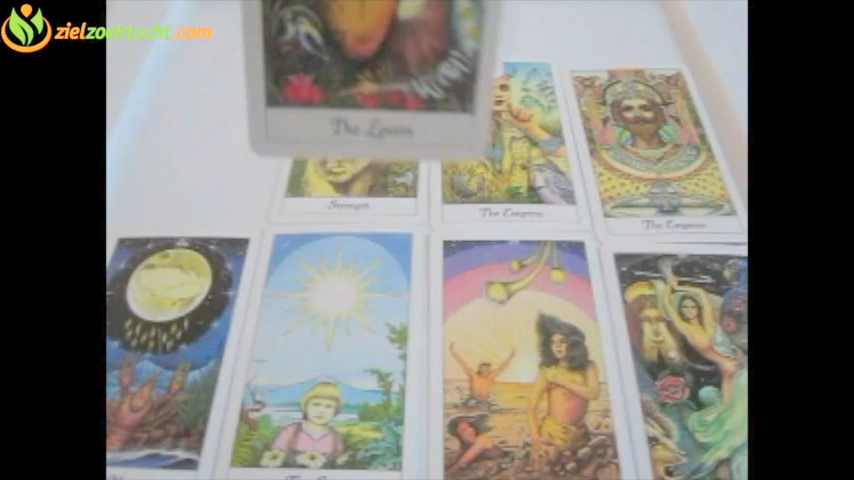 zielzoektocht.com
The Lovers
Strength
The Empress
The Emperor